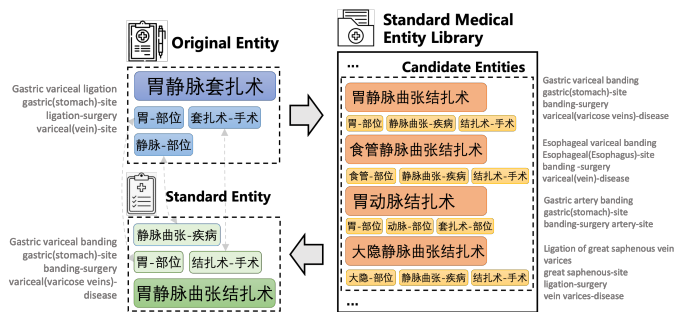 Original Entity
Gastric variceal ligation
gastric(stomach)-site
ligation-surgery
variceal(vein)-site
胃静脉套扎术
胃-部位
套扎术-手术
静脉-部位
Standard Entity
Gastric variceal banding
gastric(stomach)-site
banding-surgery
variceal(varicose veins)-
disease
静脉曲张-疾病
胃-部位
结扎术-手术
胃静脉曲张结扎术
Standard Medical
Entity Library
...
Candidate Entities
胃静脉曲张结扎术
胃-部位
静脉曲张-疾病
结扎术-手术
Gastric variceal banding
gastric(stomach)-site
banding-surgery
variceal(varicose veins)-disease
食管静脉曲张结扎术
食管-部位
静脉曲张-疾病
结扎术-手术
Esophageal variceal banding
Esophageal(Esophagus)-site
banding -surgery
variceal(vein)-disease
胃动脉结扎术
胃-部位
动脉-部位
套扎术-部位
Gastric artery banding
gastric(stomach)-site
banding-surgery artery-site
大隐静脉曲张结扎术
大隐-部位
静脉曲张-疾病
结扎术-手术
Ligation of great saphenous vein
varices
great saphenous-site
ligation-surgery
vein varices-disease
...